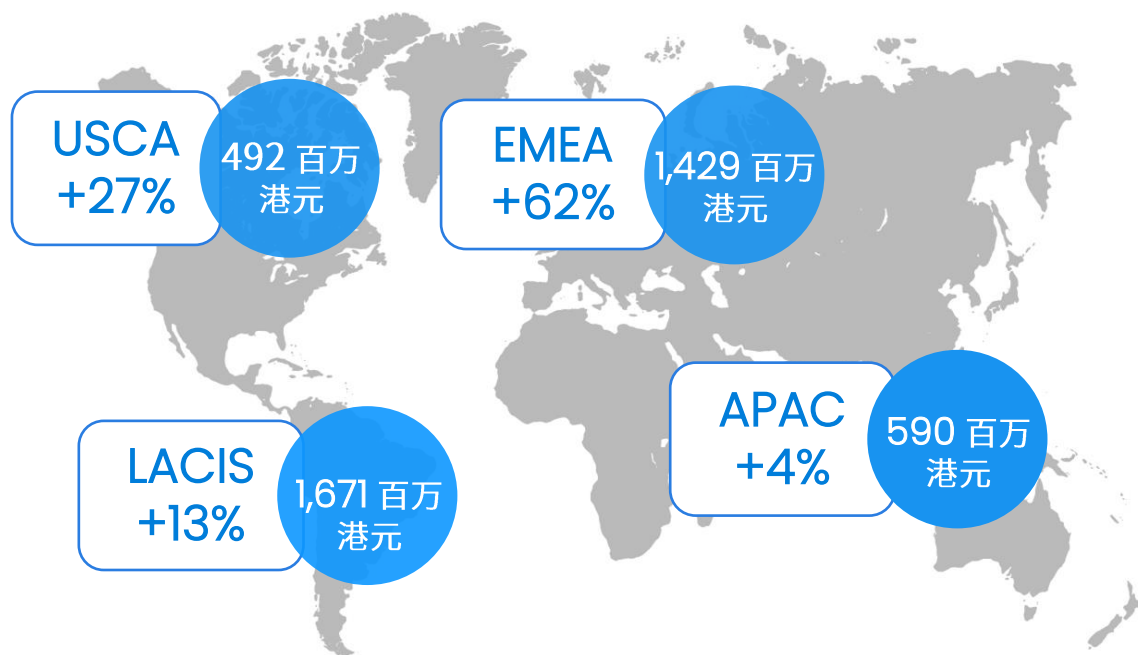 USCA
+27%
492 百万
港元
EMEA
+62%
1,429 百万
港元
LACIS
+13%
1,671 百万
港元
APAC
+4%
590 百万
港元